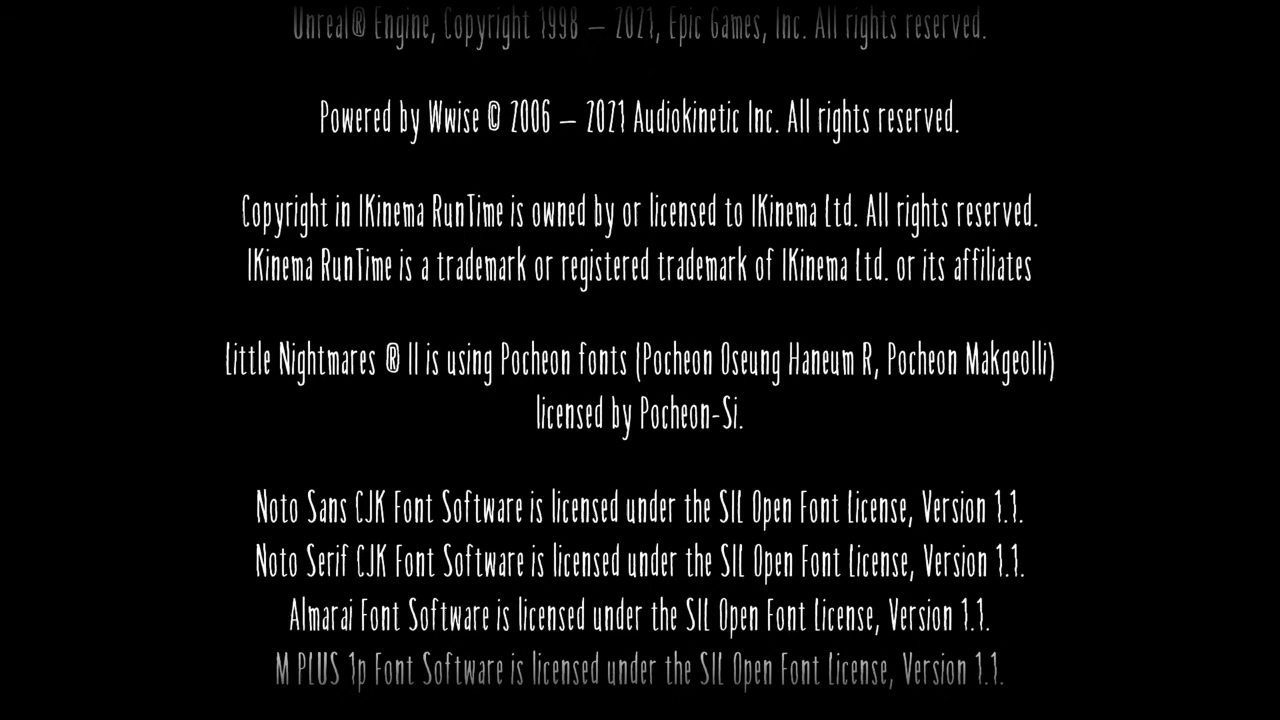 Unreal® Engine, Copyright 1998 – 2021, Epic Games, Inc. All rights reserved.
Powered by Wwise © 2006 – 2021 Audiokinetic Inc. All rights reserved.
Copyright in IKinema RunTime is owned by or licensed to IKinema Ltd. All rights reserved.
IKinema RunTime is a trademark or registered trademark of IKinema Ltd. or its affiliates
Little Nightmares ® II is using Pocheon fonts (Pocheon Oseung Haneum R, Pocheon Makgeolli)
licensed by Pocheon-Si.
Noto Sans CJK Font Software is licensed under the SIL Open Font License, Version 1.1.
Noto Serif CJK Font Software is licensed under the SIL Open Font License, Version 1.1.
Almarai Font Software is licensed under the SIL Open Font License, Version 1.1.
M PLUS 1p Font Software is licensed under the SIL Open Font License, Version 1.1.